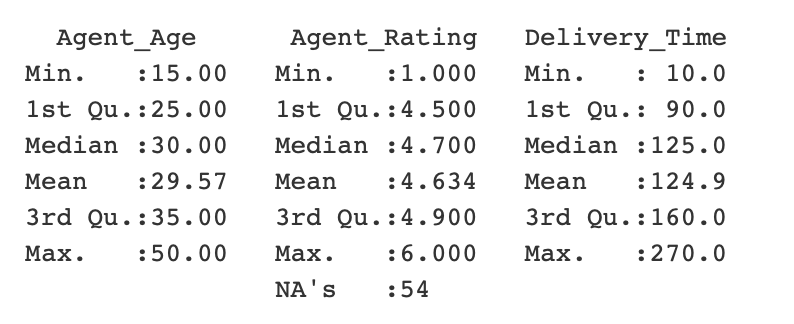 Agent_Age      Agent_Rating   Delivery_Time
Min.   :15.00   Min.   :1.000   Min.   : 10.0
1st Qu.:25.00   1st Qu.:4.500   1st Qu.: 90.0
Median :30.00   Median :4.700   Median :125.0
Mean   :29.57   Mean   :4.634   Mean   :124.9
3rd Qu.:35.00   3rd Qu.:4.900   3rd Qu.:160.0
Max.   :50.00   Max.   :6.000   Max.   :270.0
                NA's   :54